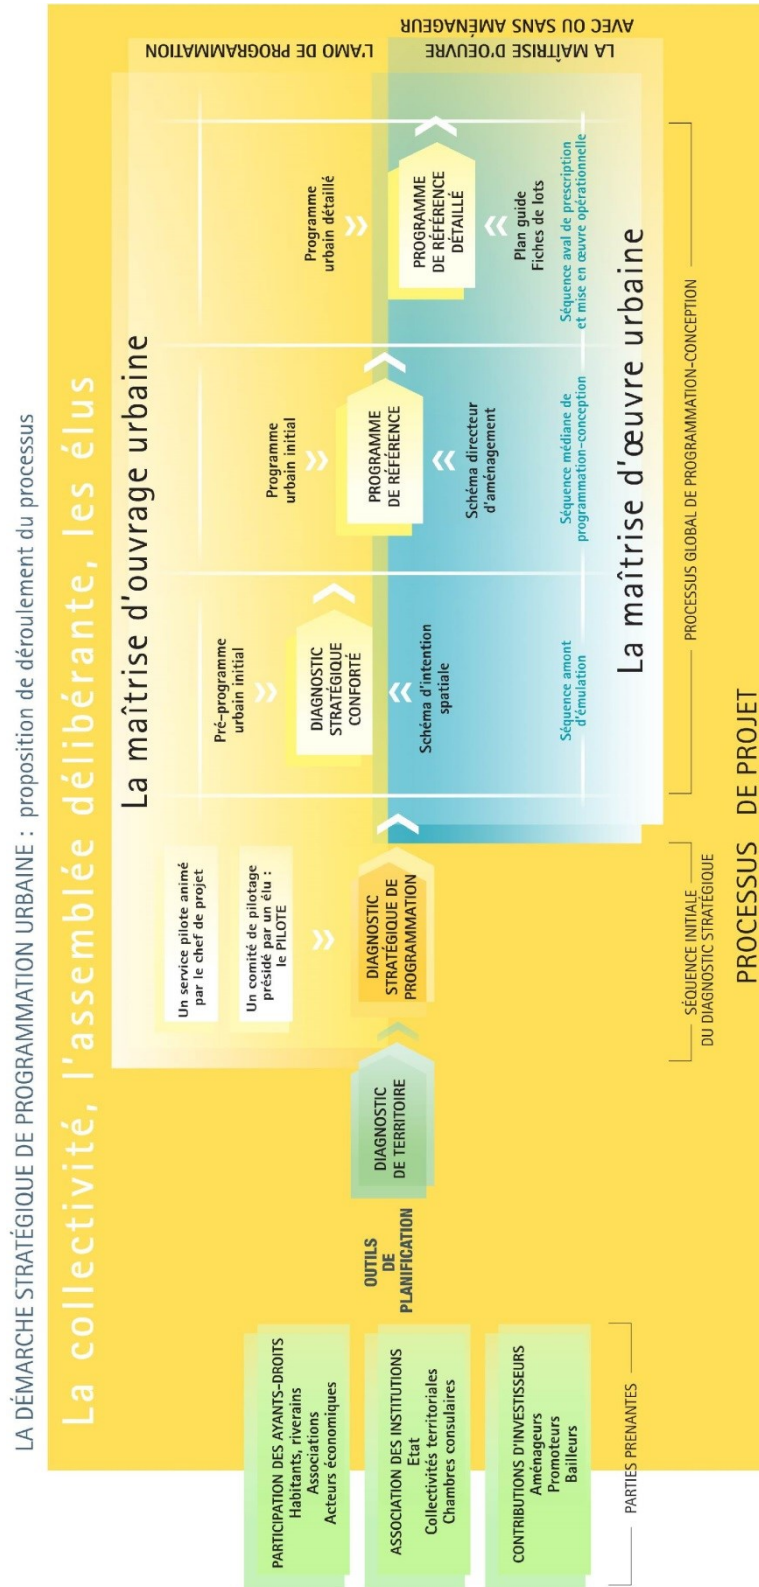 LA DÉMARCHE STRATÉGIQUE DE PROGRAMMATION URBAINE : proposition de déroulement du processus
La collectivité, l'assemblée délibérante, les élus
PARTICIPATION DES AYANTS-DROITS
Habitants, riverains
Associations
Acteurs économiques
ASSOCIATION DES INSTITUTIONS
Etat
Collectivités territoriales
Chambres consulaires
CONTRIBUTIONS D'INVESTISSEURS
Aménageurs
Promoteurs
Bailleurs
PARTIES PRENANTES
OUTILS
DE
PLANIFICATION
DIAGNOSTIC
DE TERRITOIRE
La maîtrise d'ouvrage urbaine
Un service pilote animé
par le chef de projet
Un comité de pilotage
présidé par un élu :
le PILOTE
DIAGNOSTIC
STRATÉGIQUE DE
PROGRAMMATION
SÉQUENCE INITIALE
DU DIAGNOSTIC STRATÉGIQUE
Pré-programme
urbain initial
DIAGNOSTIC
STRATÉGIQUE
CONFORTÉ
Schéma d'intention
spatiale
Séquence amont
d'émulation
Programme
urbain initial
PROGRAMME
DE RÉFÉRENCE
Schéma directeur
d'aménagement
Séquence médiane de
programmation-conception
Programme
urbain détaillé
PROGRAMME
DE RÉFÉRENCE
DÉTAILLÉ
Plan guide
Fiches de lots
Séquence aval de prescription
et mise en œuvre opérationnelle
La maîtrise d'œuvre urbaine
L'AMO DE PROGRAMMATION
LA MAÎTRISE D'OEUVRE
AVEC OU SANS AMÉNAGEUR
PROCESSUS GLOBAL DE PROGRAMMATION-CONCEPTION
PROCESSUS DE PROJET